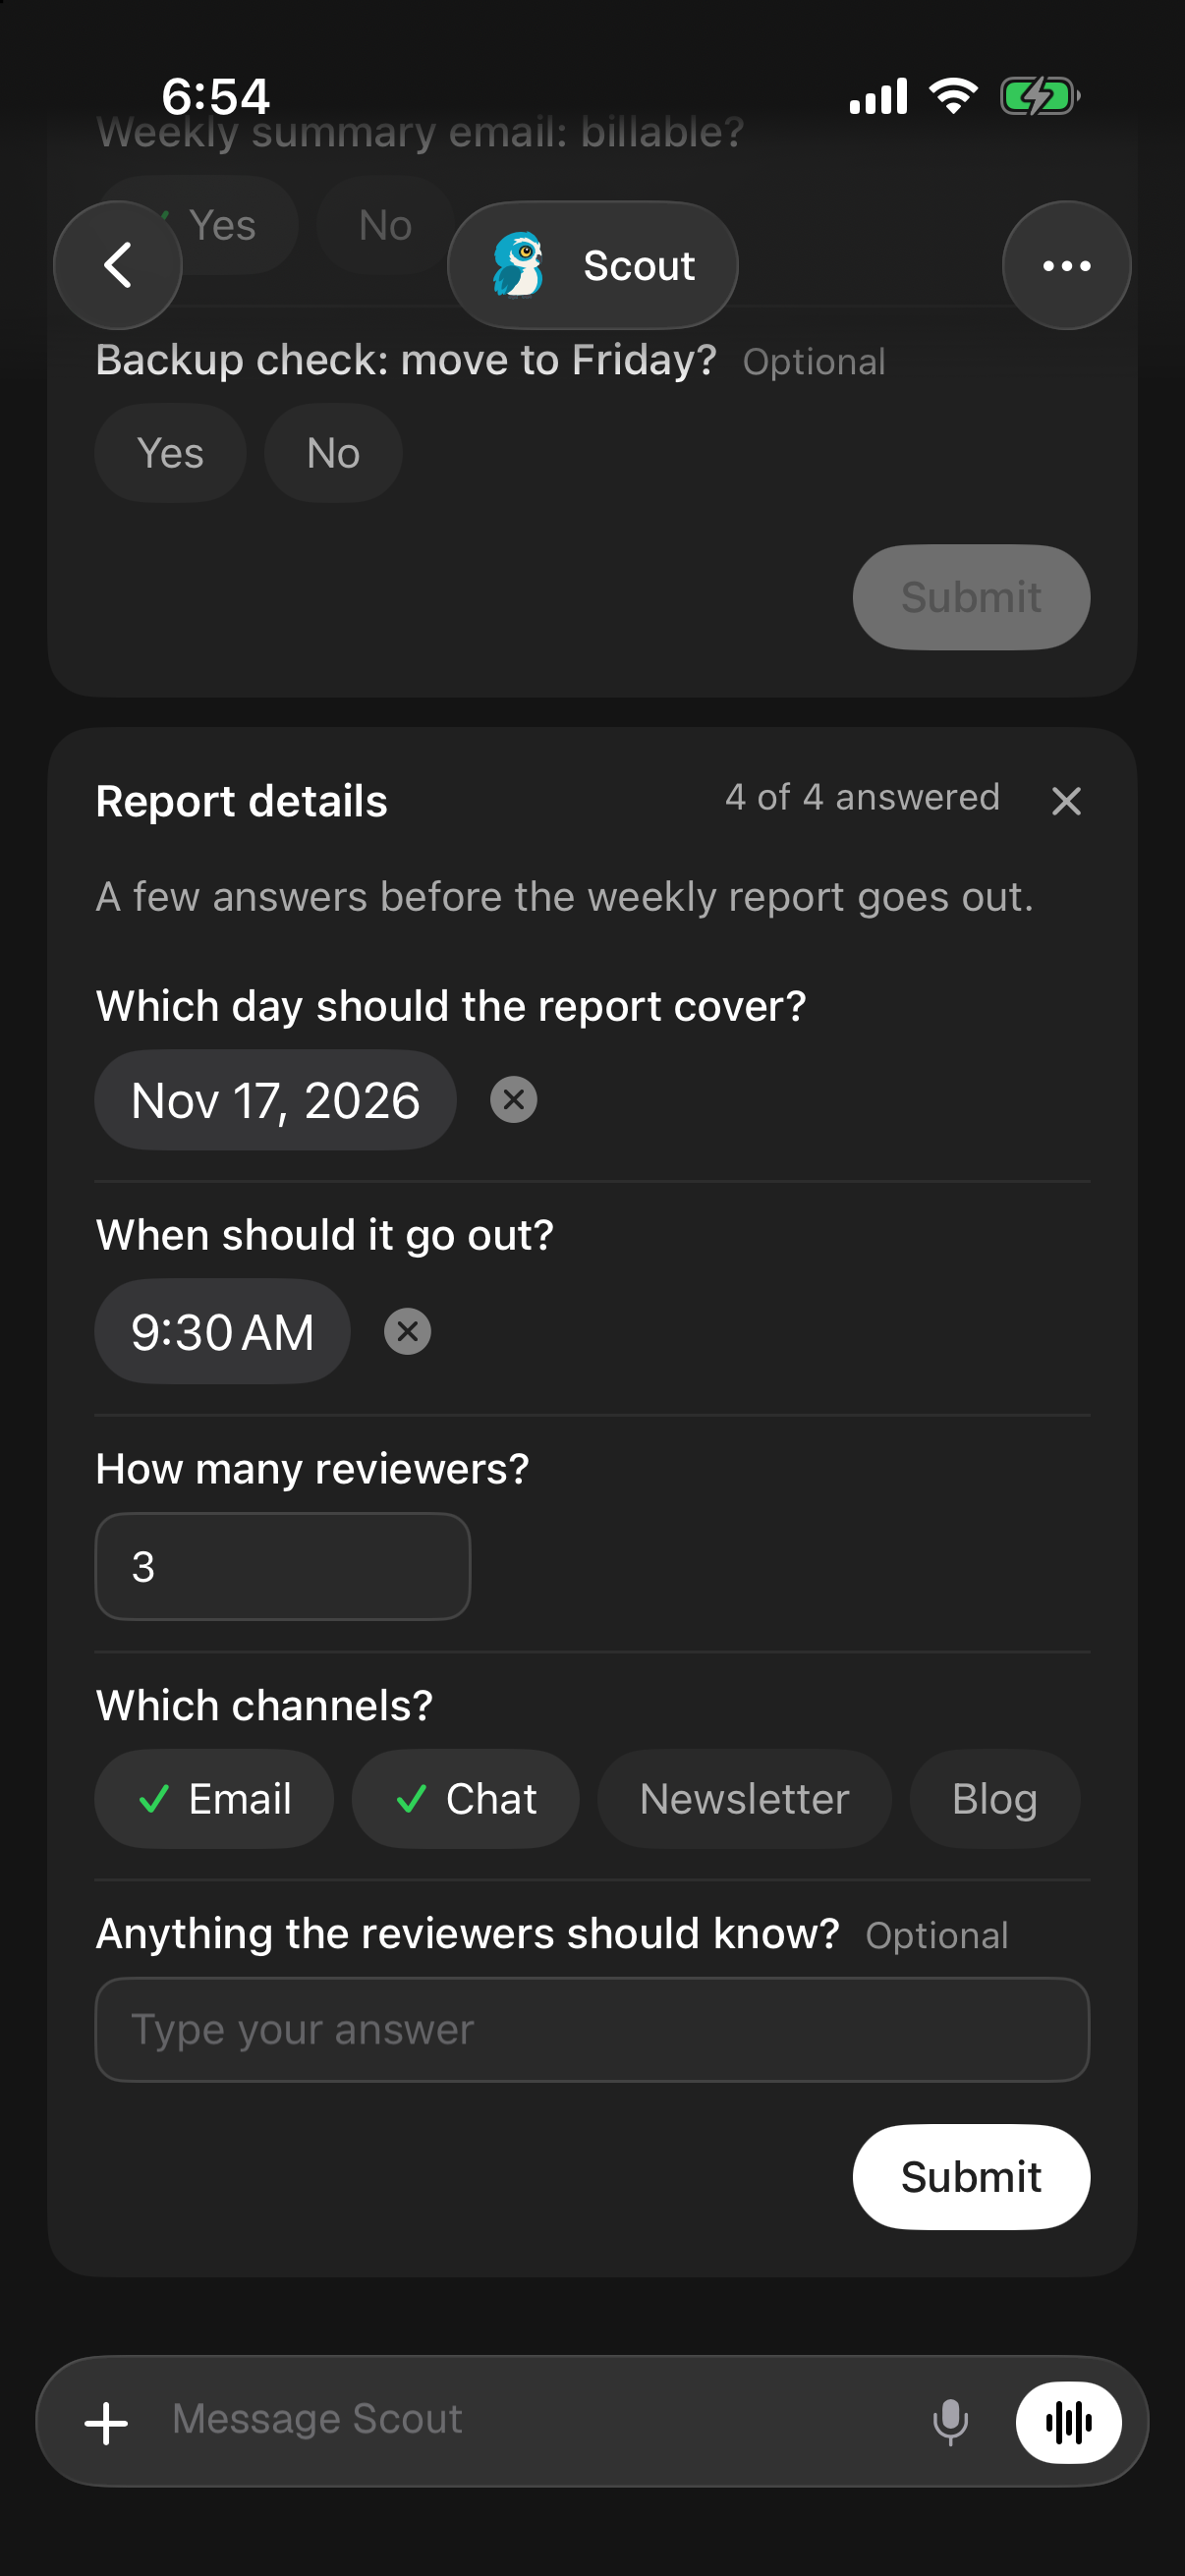 6:54
Weekly summary email: billable?
Yes No
Scout
Backup check: move to Friday? Optional
Yes No
Submit
Report details 4 of 4 answered
A few answers before the weekly report goes out.
Which day should the report cover?
Nov 17, 2026
When should it go out?
9:30 AM
How many reviewers?
3
Which channels?
Email Chat Newsletter Blog
Anything the reviewers should know? Optional
Type your answer
Submit
Message Scout